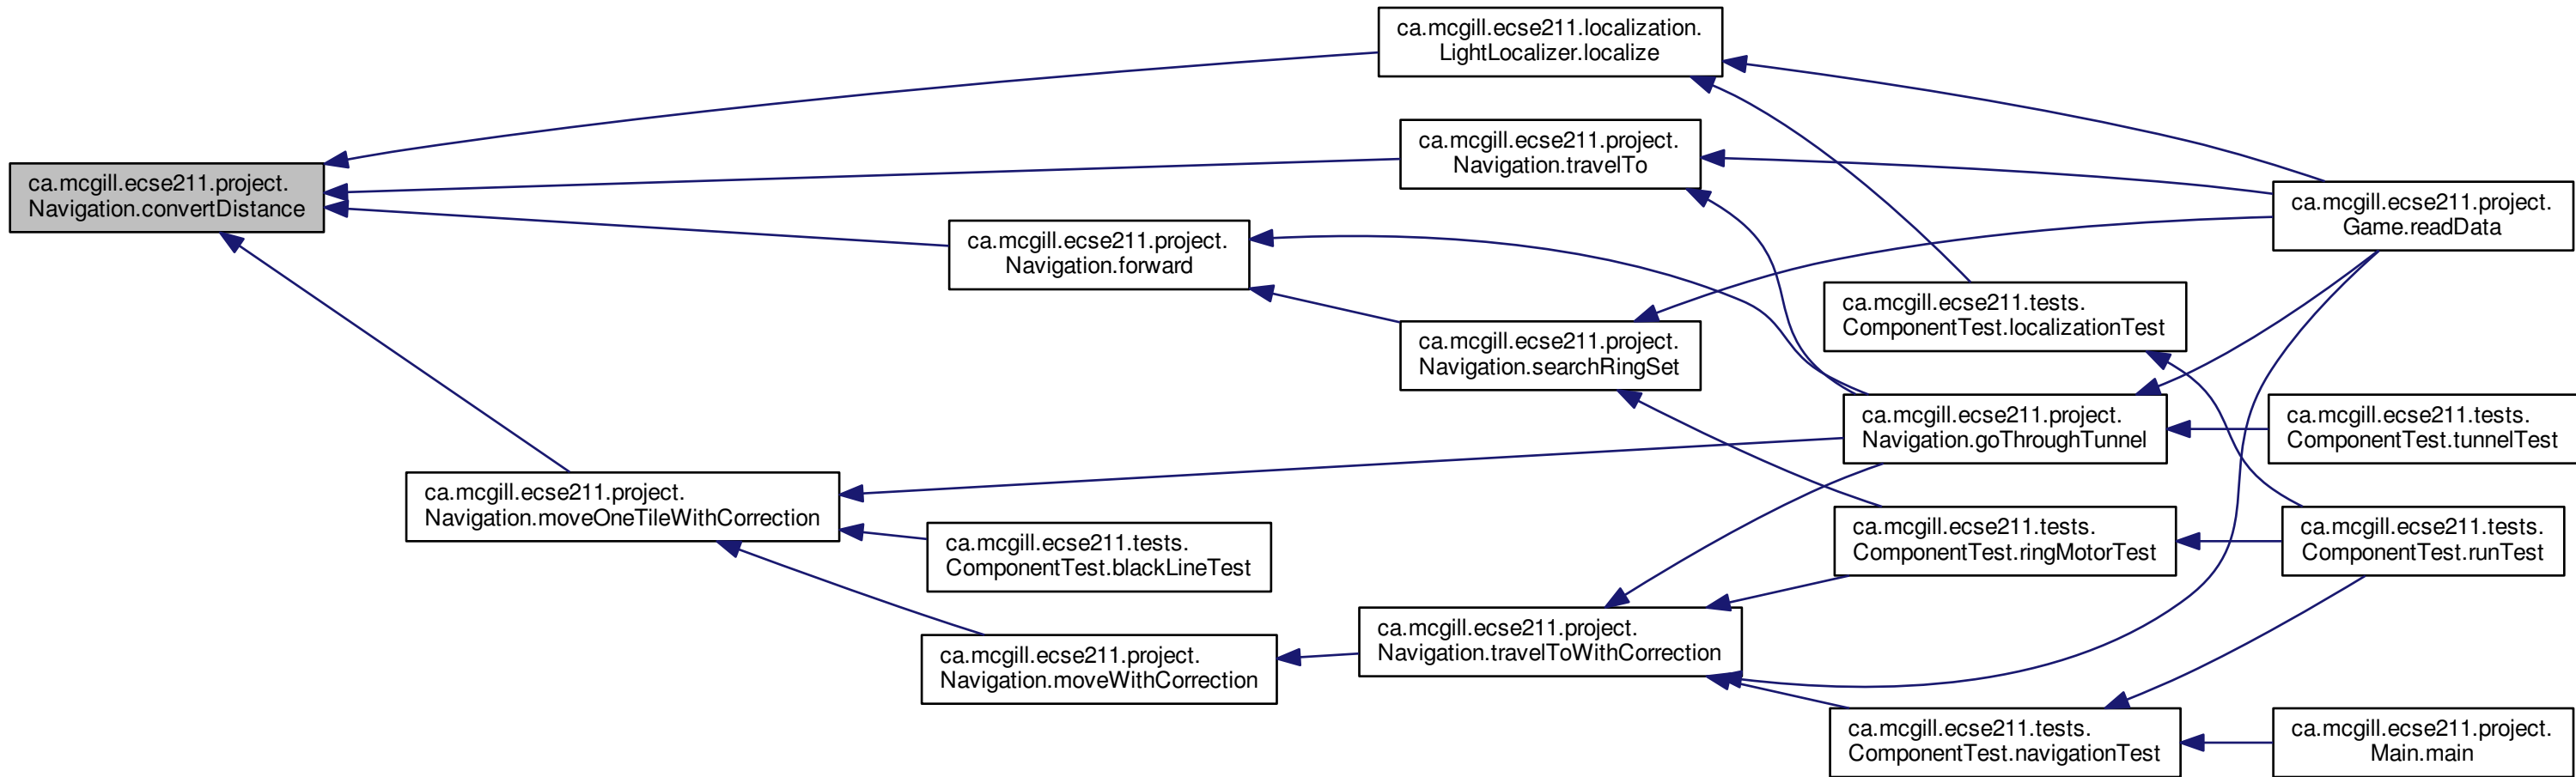 ca.mcgill.ecse211.localization.
LightLocalizer.localize
ca.mcgill.ecse211.project.
Navigation.travelTo
ca.mcgill.ecse211.project.
Navigation.convertDistance
ca.mcgill.ecse211.project.
Game.readData
ca.mcgill.ecse211.project.
Navigation.forward
ca.mcgill.ecse211.tests.
ComponentTest.localizationTest
ca.mcgill.ecse211.project.
Navigation.searchRingSet
ca.mcgill.ecse211.project.
Navigation.goThroughTunnel
ca.mcgill.ecse211.tests.
ComponentTest.tunnelTest
ca.mcgill.ecse211.project.
Navigation.moveOneTileWithCorrection
ca.mcgill.ecse211.tests.
ComponentTest.blackLineTest
ca.mcgill.ecse211.tests.
ComponentTest.ringMotorTest
ca.mcgill.ecse211.tests.
ComponentTest.runTest
ca.mcgill.ecse211.project.
Navigation.travelToWithCorrection
ca.mcgill.ecse211.project.
Navigation.moveWithCorrection
ca.mcgill.ecse211.tests.
ComponentTest.navigationTest
ca.mcgill.ecse211.project.
Main.main